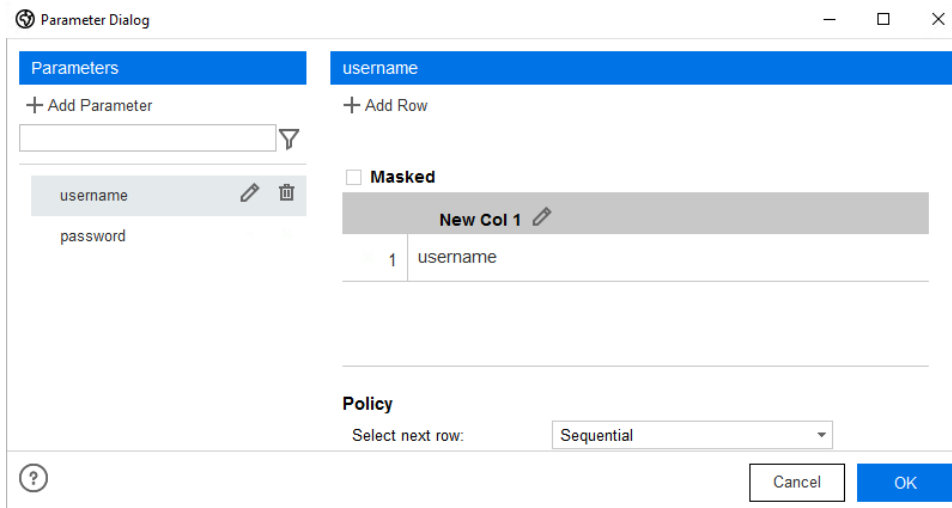 Parameter Dialog
Parameters
username
Add Parameter
Add Row
username
password
Masked
New Col 1
1 username
Policy
Select next row: Sequential
?
Cancel OK